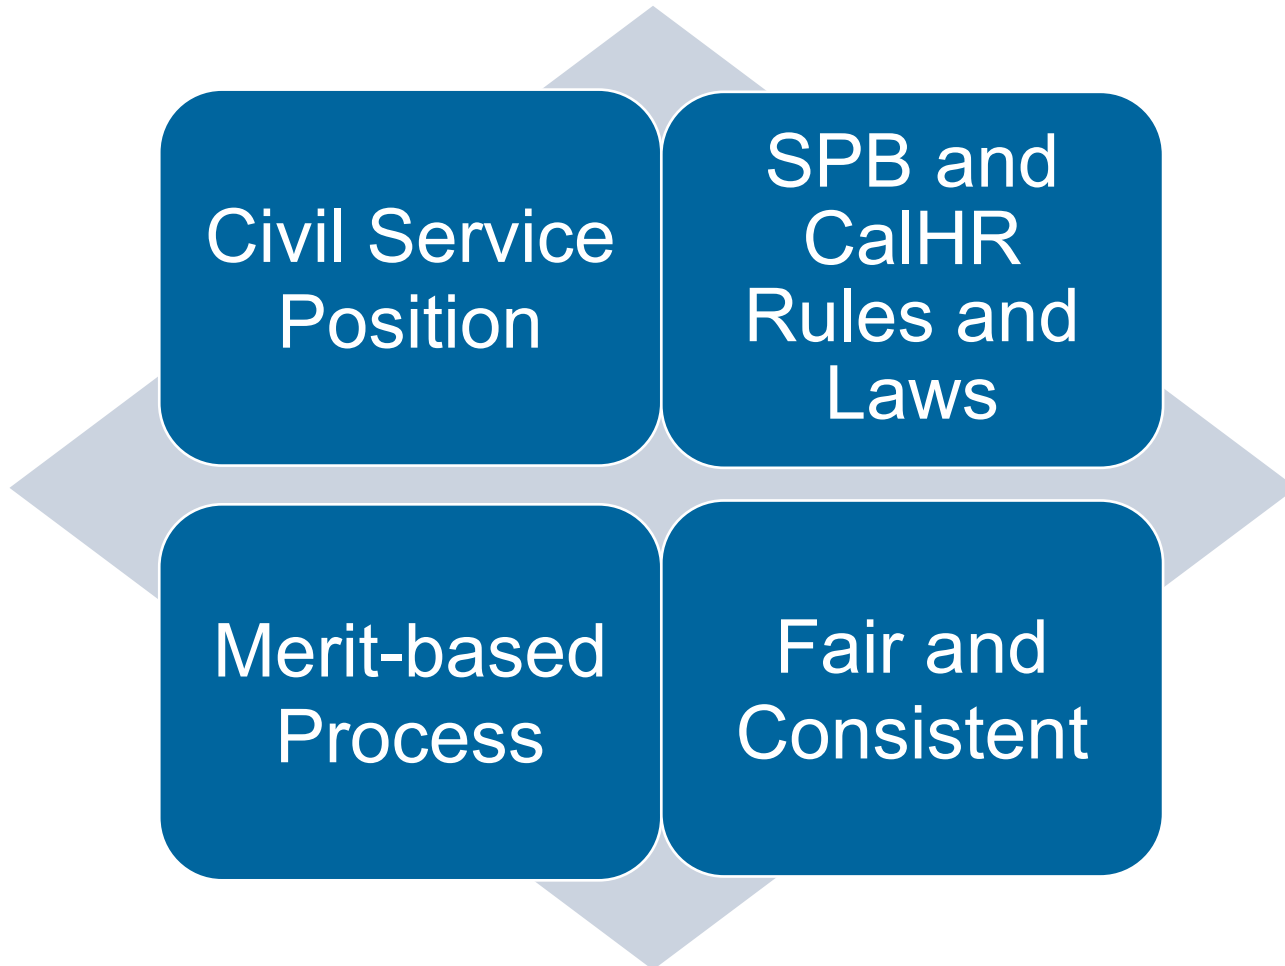 Civil Service
Position
SPB and
CalHR
Rules and
Laws
Merit-based
Process
Fair and
Consistent